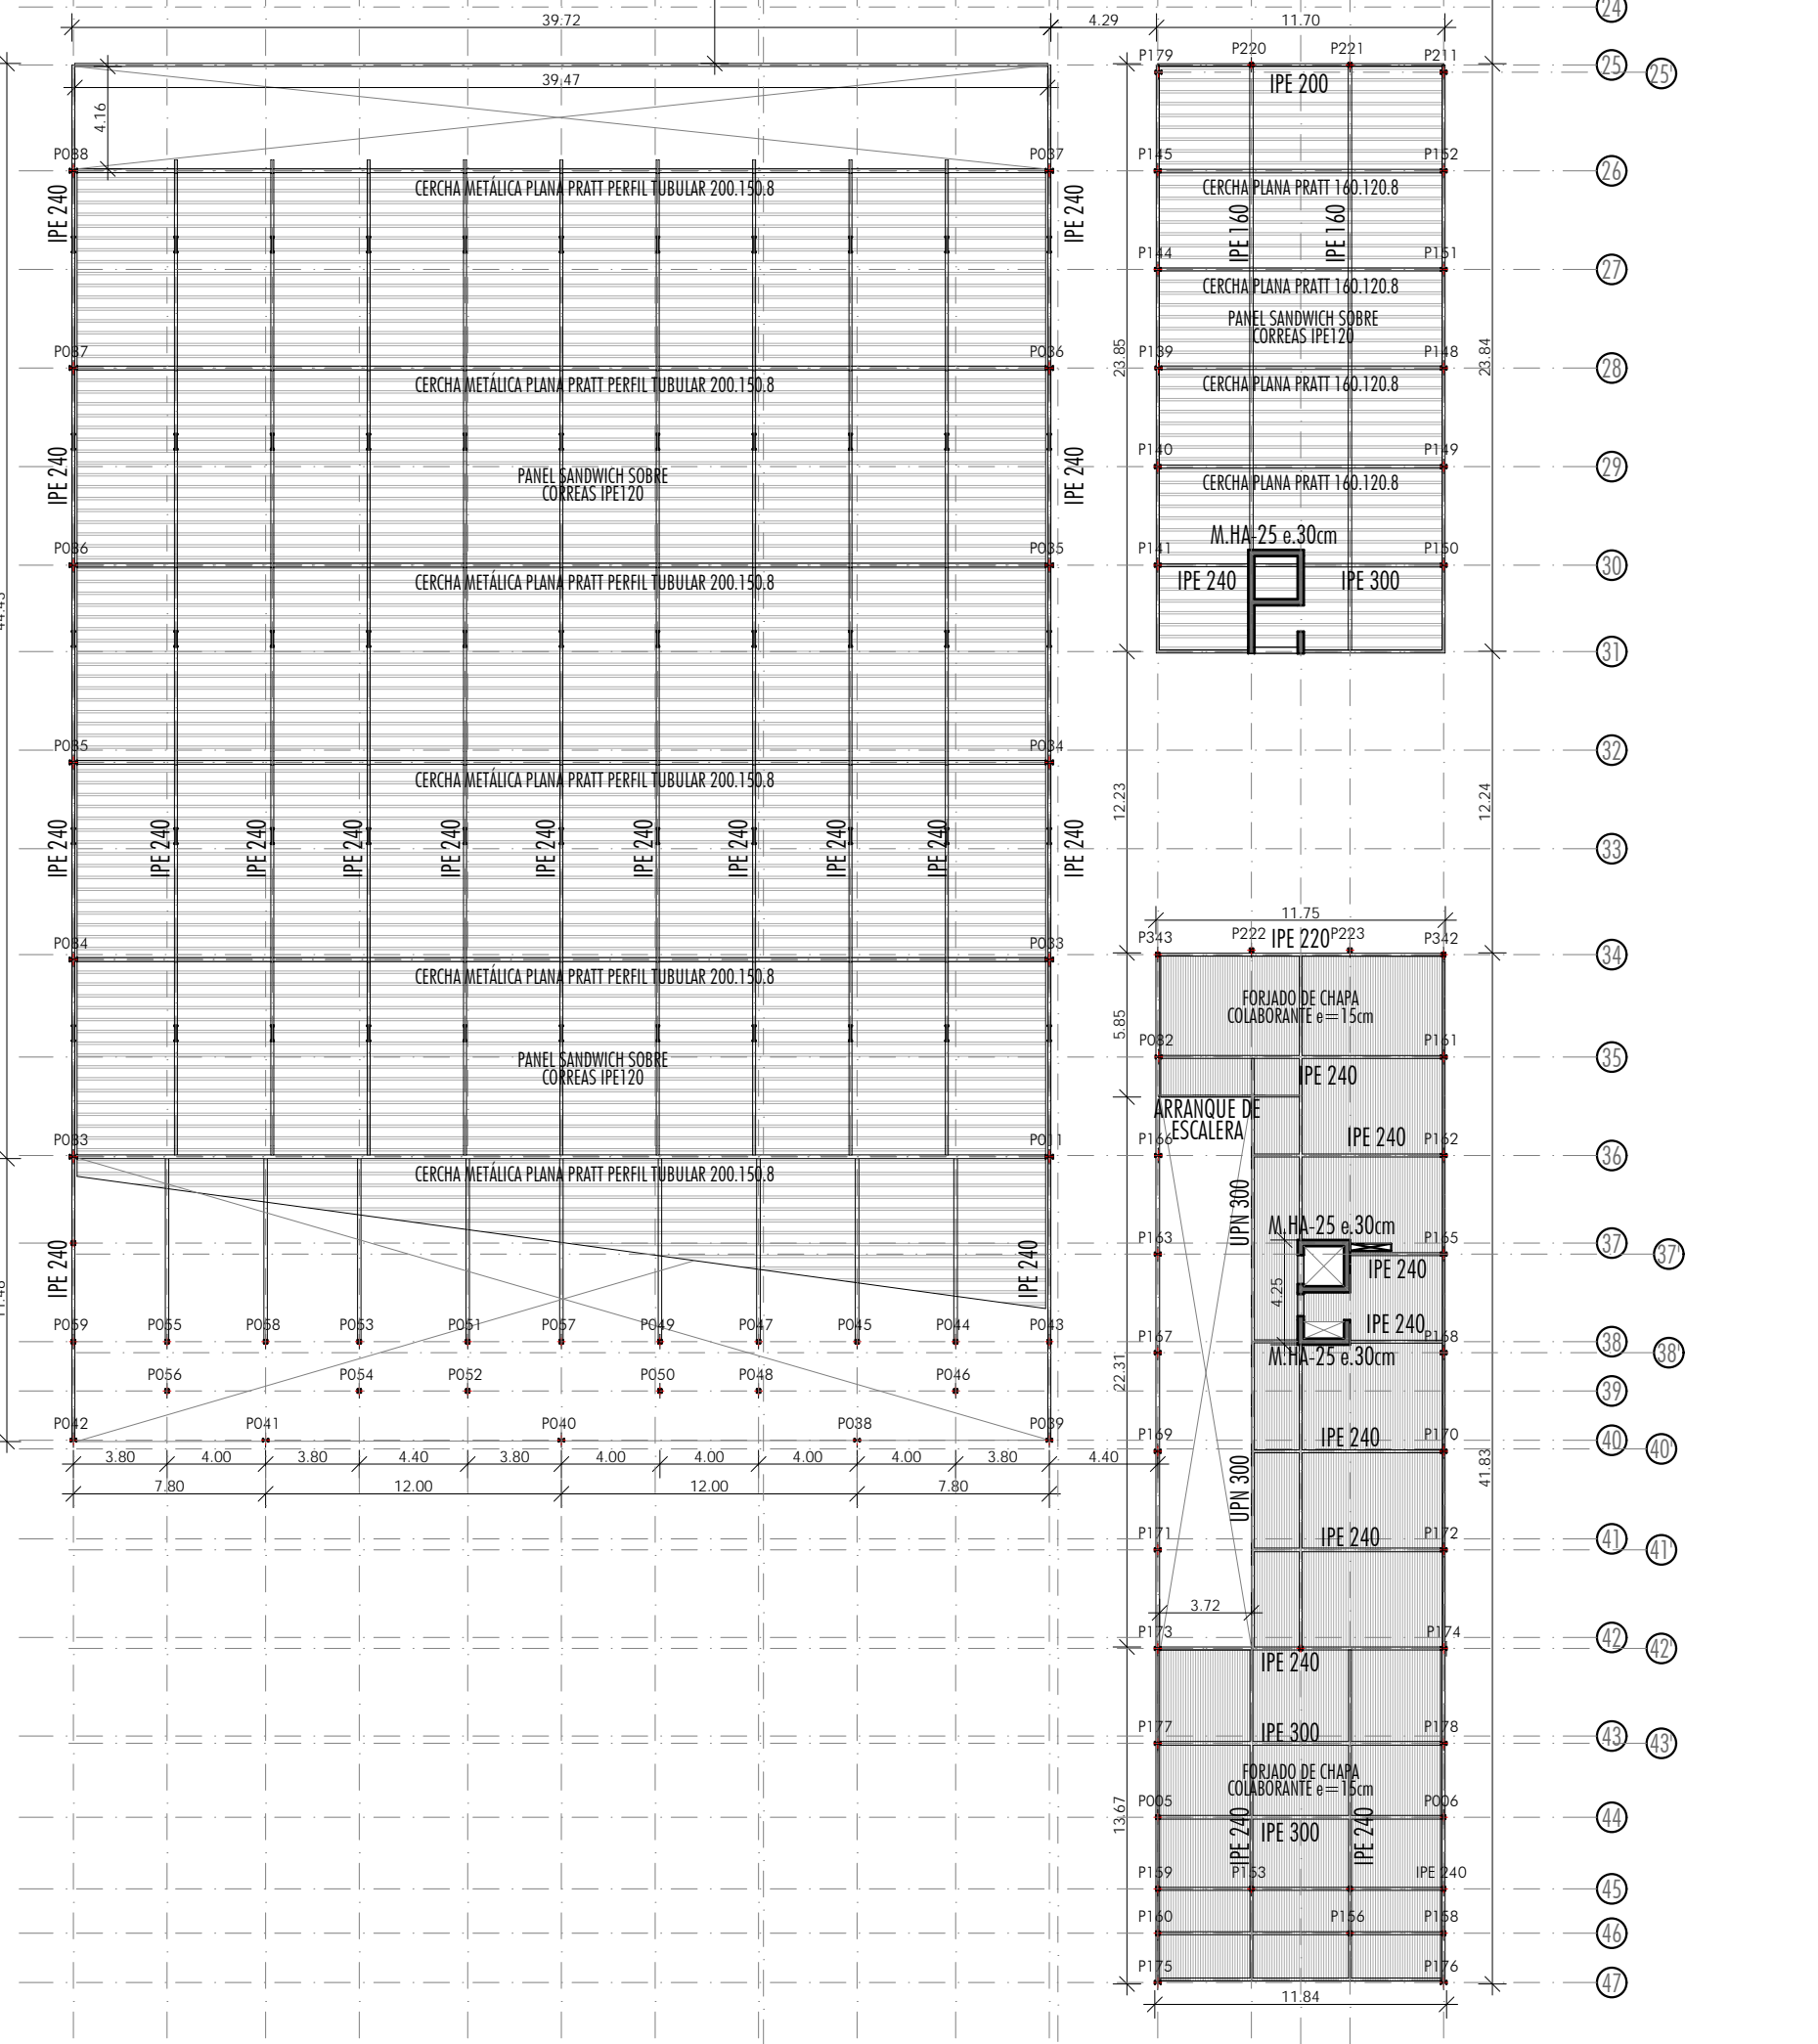 39.72
4.29
11.70
24
P179
P220
P221
P211
25
25'
39.47
IPE 200
4.16
P038
P037
P145
P152
26
CERCHA METÁLICA PLANA PRATT PERFIL TUBULAR 200.150.8
CERCHA PLANA PRATT 160.120.8
IPE 240
IPE 240
IPE 160
IPE 160
P144
P151
27
CERCHA PLANA PRATT 160.120.8
PANEL SANDWICH SOBRE
CORREAS IPE120
23.85
23.84
P037
P036
P139
P148
28
CERCHA METÁLICA PLANA PRATT PERFIL TUBULAR 200.150.8
CERCHA PLANA PRATT 160.120.8
P140
P149
29
IPE 240
IPE 240
PANEL SANDWICH SOBRE
CORREAS IPE120
CERCHA PLANA PRATT 160.120.8
M.HA-25 e.30cm
P036
P035
P141
P150
30
CERCHA METÁLICA PLANA PRATT PERFIL TUBULAR 200.150.8
IPE 240
IPE 300
31
P035
P034
32
CERCHA METÁLICA PLANA PRATT PERFIL TUBULAR 200.150.8
12.23
12.24
IPE 240
IPE 240
IPE 240
IPE 240
IPE 240
IPE 240
IPE 240
IPE 240
IPE 240
IPE 240
IPE 240
33
11.75
P034
P033
P343
P222
IPE 220
P223
P342
34
CERCHA METÁLICA PLANA PRATT PERFIL TUBULAR 200.150.8
FORJADO DE CHAPA
COLABORANTE e=15cm
5.85
P032
P161
35
PANEL SANDWICH SOBRE
CORREAS IPE120
IPE 240
ARRANQUE DE
ESCALERA
IPE 240
P033
P011
P166
P162
36
CERCHA METÁLICA PLANA PRATT PERFIL TUBULAR 200.150.8
UPN 300
M.HA-25 e.30cm
P163
P165
37
37'
IPE 240
IPE 240
IPE 240
4.25
IPE 240
P059
P055
P058
P053
P051
P057
P049
P047
P045
P044
P043
P167
P168
38
38'
M.HA-25 e.30cm
22.31
P056
P054
P052
P050
P048
P046
39
P042
P041
P040
P038
P039
P169
IPE 240
P170
40
40'
3.80
4.00
3.80
4.40
3.80
4.00
4.00
4.00
4.00
3.80
4.40
41.83
7.80
12.00
12.00
7.80
UPN 300
P171
IPE 240
P172
41
41'
3.72
P173
P174
42
42'
IPE 240
P177
IPE 300
P178
43
43'
FORJADO DE CHAPA
COLABORANTE e=15cm
P005
P006
44
13.67
IPE 240
IPE 300
IPE 240
P159
P153
IPE 240
45
P160
P156
P158
46
P175
P176
47
11.84